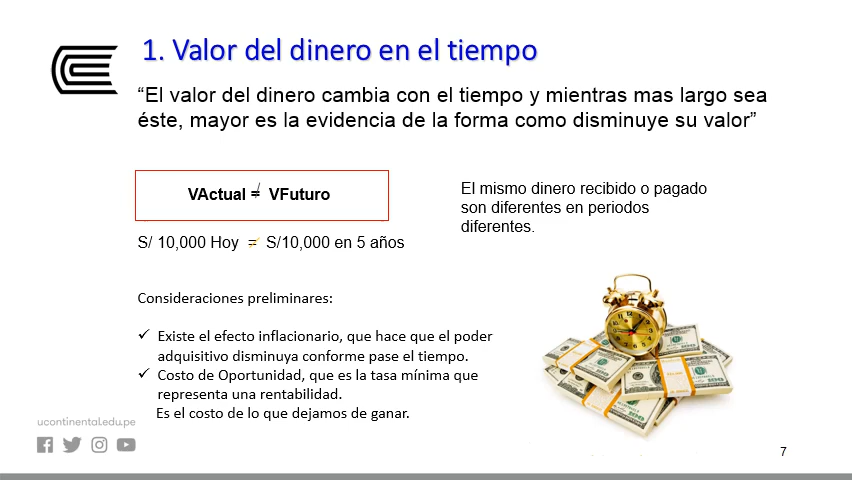 1. Valor del dinero en el tiempo
“El valor del dinero cambia con el tiempo y mientras mas largo sea
éste, mayor es la evidencia de la forma como disminuye su valor”
VActual ≠ VFuturo
El mismo dinero recibido o pagado
son diferentes en periodos
diferentes.
S/ 10,000 Hoy ≠ S/10,000 en 5 años
Consideraciones preliminares:
✓ Existe el efecto inflacionario, que hace que el poder
adquisitivo disminuya conforme pase el tiempo.
✓ Costo de Oportunidad, que es la tasa mínima que
representa una rentabilidad.
Es el costo de lo que dejamos de ganar.
ucontinental.edu.pe
7